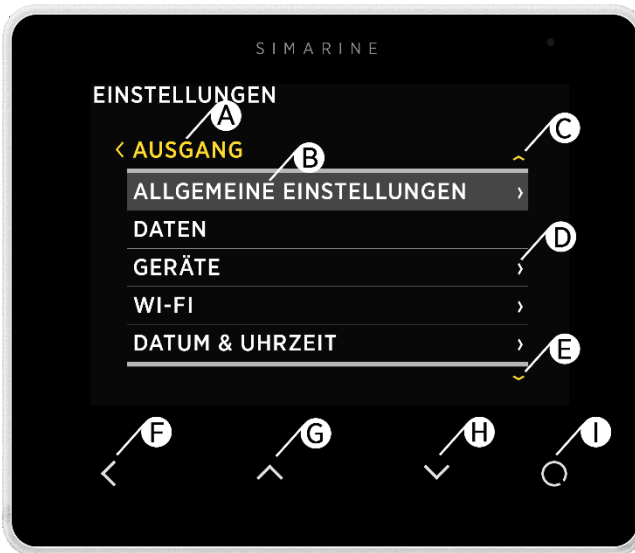 SIMARINE
EINSTELLUNGEN
A
< AUSGANG
C
B
ALLGEMEINE EINSTELLUNGEN >
DATEN
D
GERÄTE >
WI-FI >
DATUM & UHRZEIT >
E
F G H I